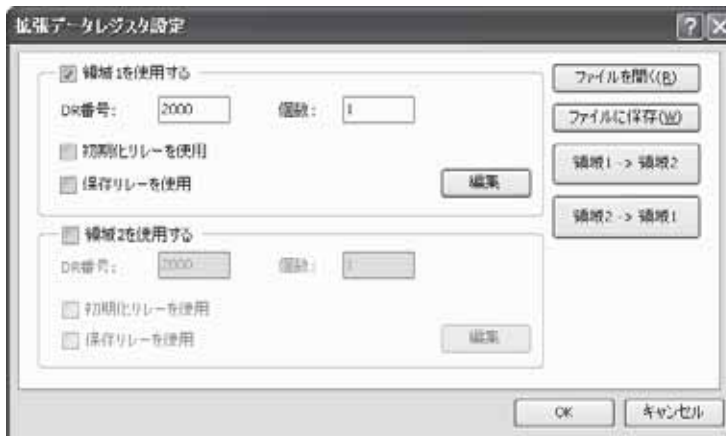 拡張データレジスタ設定
領域1を使用する
DR番号: 2000 個数: 1
初期化リレーを使用
保存リレーを使用
編集
領域2を使用する
DR番号: 2000 個数: 1
初期化リレーを使用
保存リレーを使用
編集
ファイルを開く(R)
ファイルに保存(W)
領域1 -> 領域2
領域2 -> 領域1
OK キャンセル